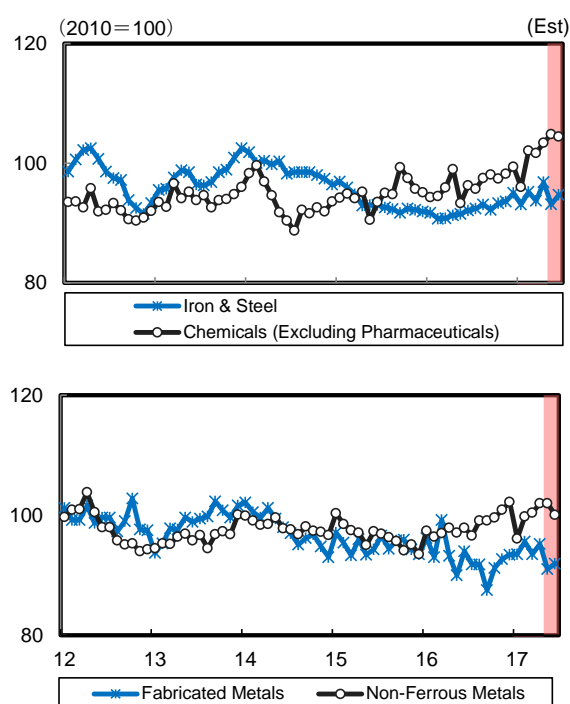 (2010＝100) (Est)
120
100
80
Iron & Steel
Chemicals (Excluding Pharmaceuticals)
120
100
80
12 13 14 15 16 17
Fabricated Metals Non-Ferrous Metals